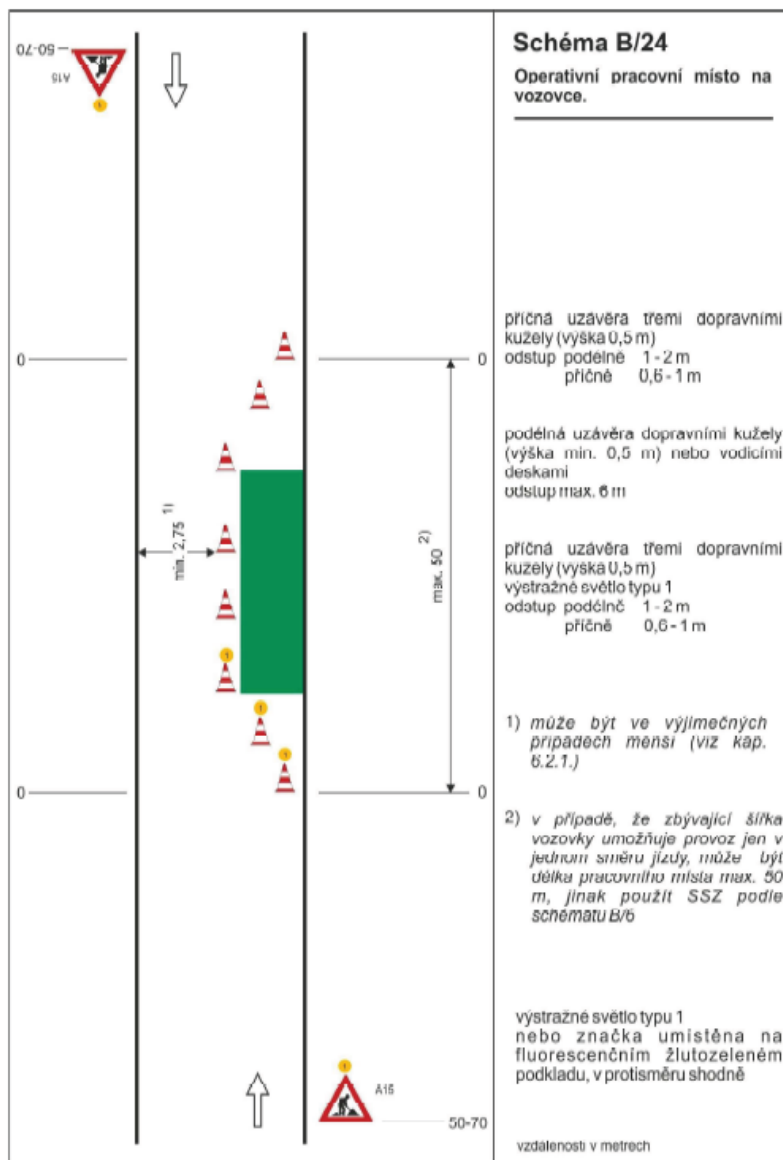 Schéma B/24
Operativní pracovní místo na
vozovce.
50-70
A15
1
příčná uzávěra třemi dopravními
kužely (výška 0,5 m)
odstup podélně 1 - 2 m
příčně 0,6 - 1 m
0
0
podélná uzávěra dopravními kužely
(výška min. 0,5 m) nebo vodicími
deskami
odstup max. 6 m
min. 2,75 1)
max. 50 2)
příčná uzávěra třemi dopravními
kužely (výška 0,5 m)
výstražné světlo typu 1
odstup podélně 1 - 2 m
příčně 0,6 - 1 m
1
1
1
0
0
1) může být ve výjimečných
případech menší (viz kap.
6.2.1.)
2) v případě, že zbývající šířka
vozovky umožňuje provoz jen v
jednom směru jízdy, může být
délka pracovního místa max. 50
m, jinak použít SSZ podle
schématu B/6
výstražné světlo typu 1
nebo značka umístěna na
fluorescenčním žlutozeleném
podkladu, v protisměru shodně
1
A15
50-70
vzdálenosti v metrech